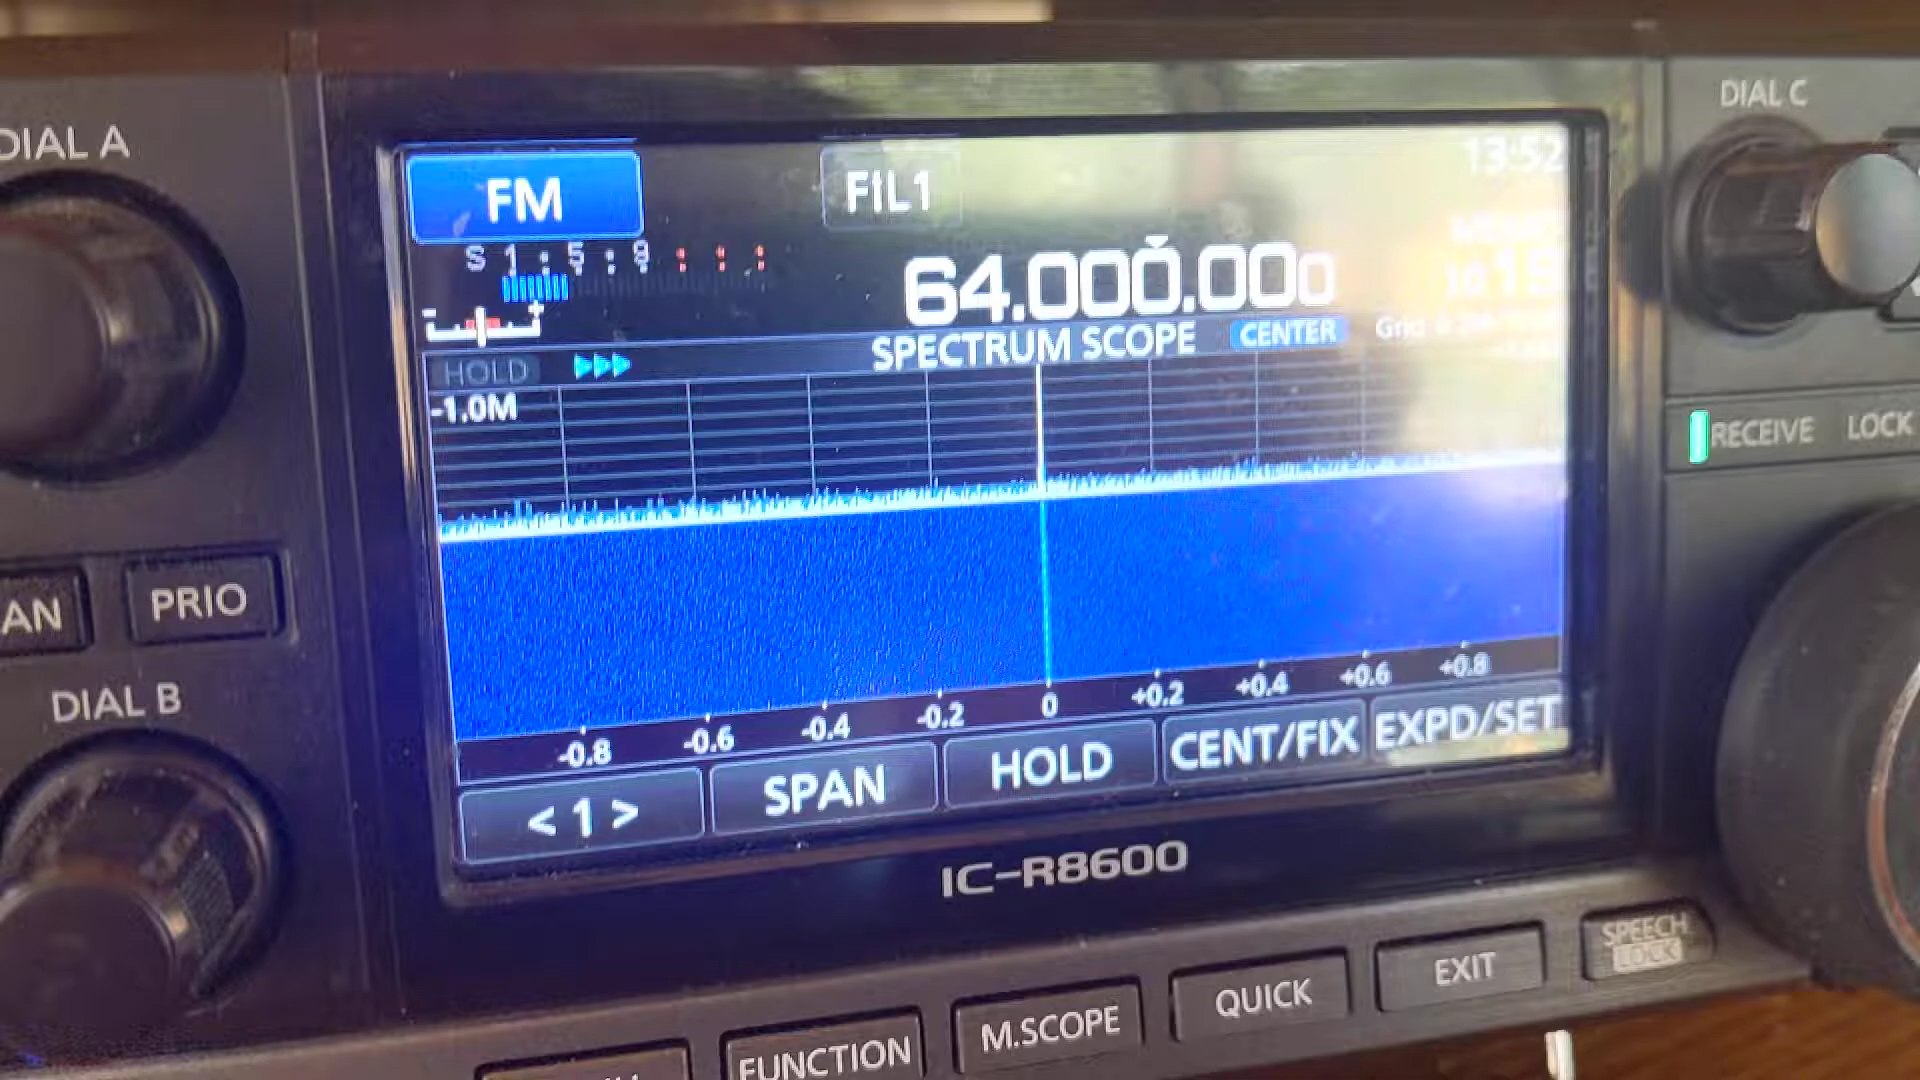 DIAL A
DIAL C
FM
FIL1
13:52
S 1 : 5 : 9 : : :
- +
64.000.000
SPECTRUM SCOPE
CENTER
HOLD
-1.0M
RECEIVE
LOCK
AN
PRIO
DIAL B
-0.8
-0.6
-0.4
-0.2
0
+0.2
+0.4
+0.6
+0.8
< 1 >
SPAN
HOLD
CENT/FIX
EXPD/SET
IC-R8600
FUNCTION
M.SCOPE
QUICK
EXIT
SPEECH
LOCK